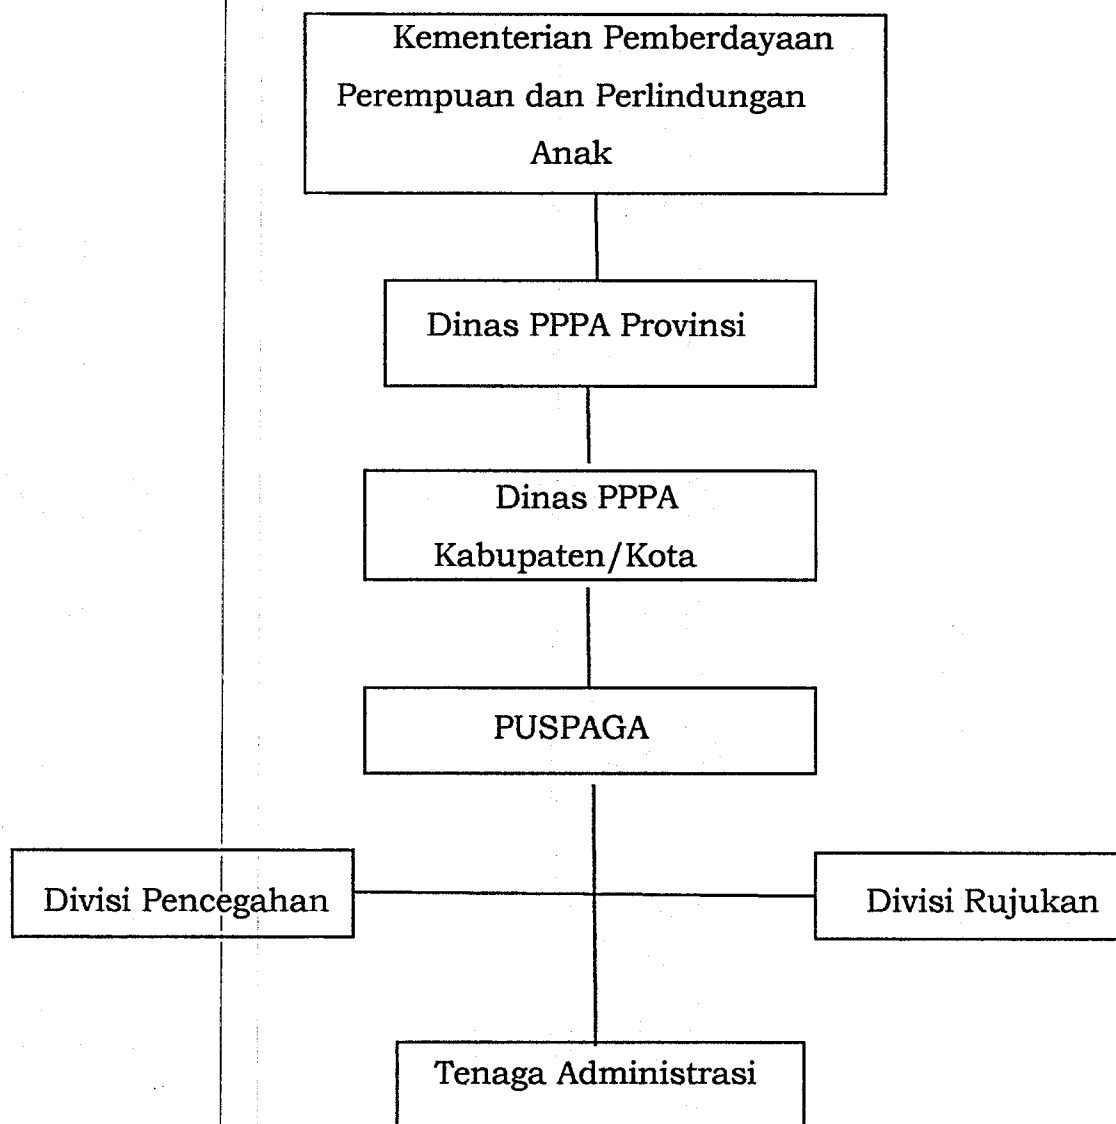 Kementerian Pemberdayaan
Perempuan dan Perlindungan
Anak
Dinas PPPA Provinsi
Dinas PPPA
Kabupaten/Kota
PUSPAGA
Divisi Pencegahan
Divisi Rujukan
Tenaga Administrasi